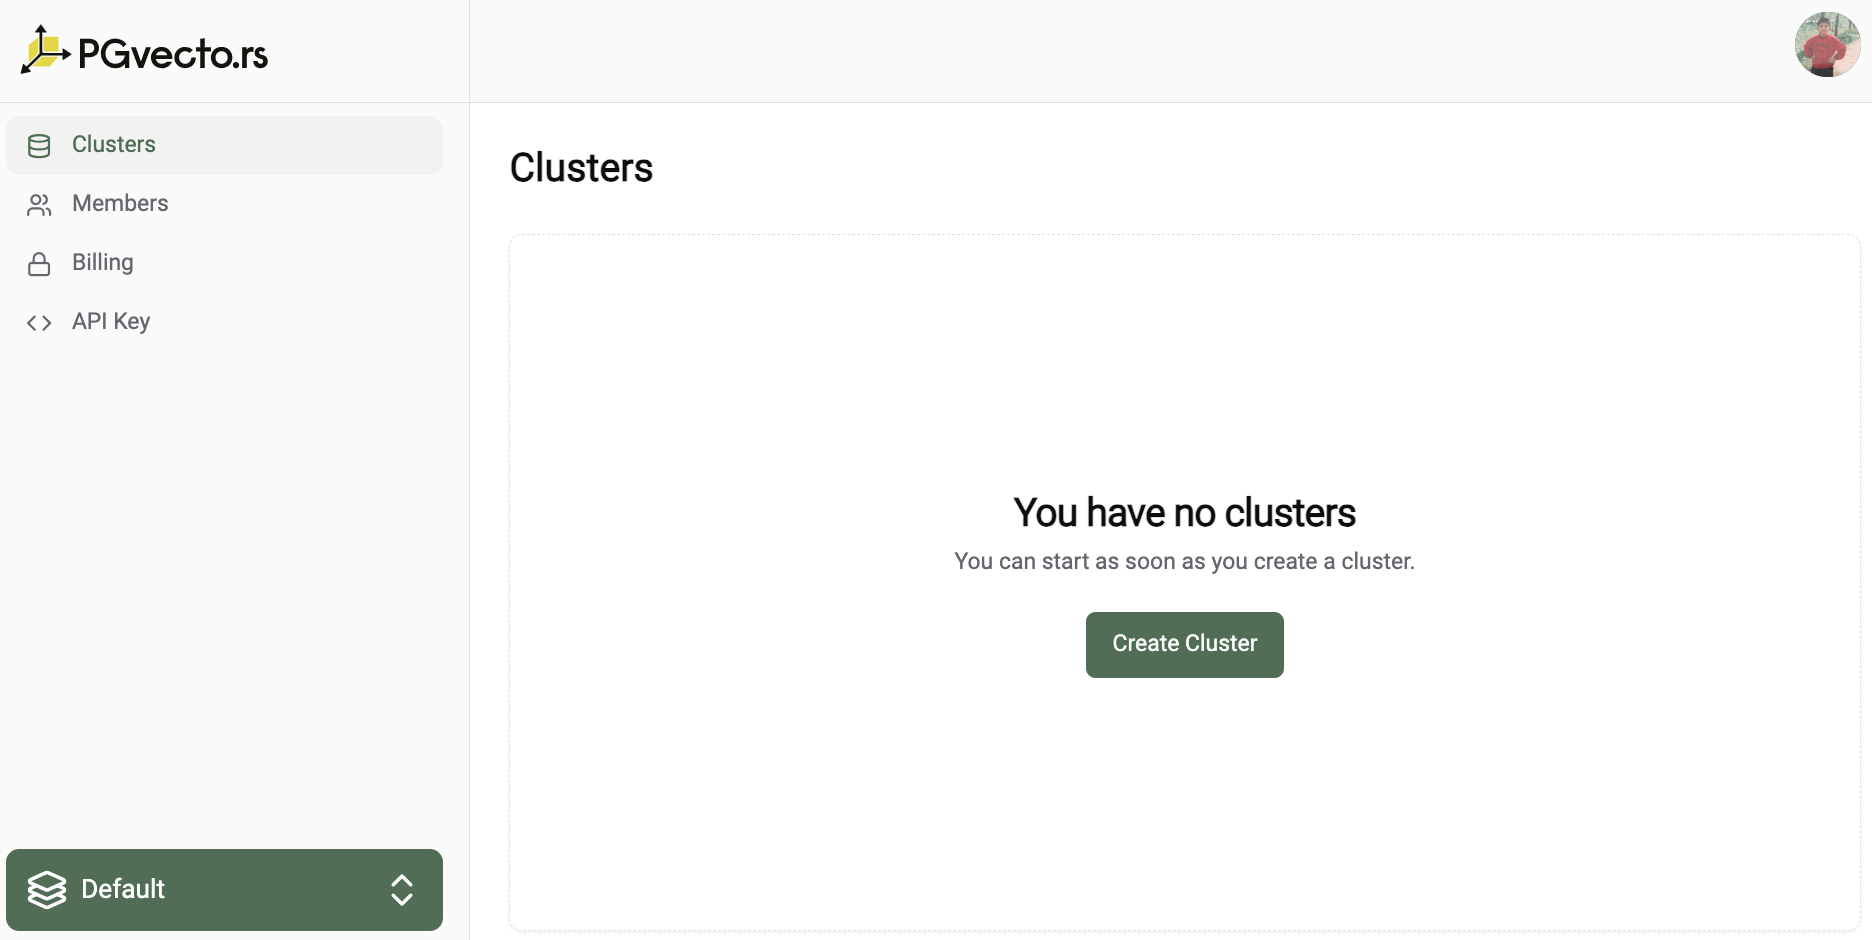 PGvecto.rs
Clusters
Members
Billing
API Key
Default
Clusters
You have no clusters
You can start as soon as you create a cluster.
Create Cluster